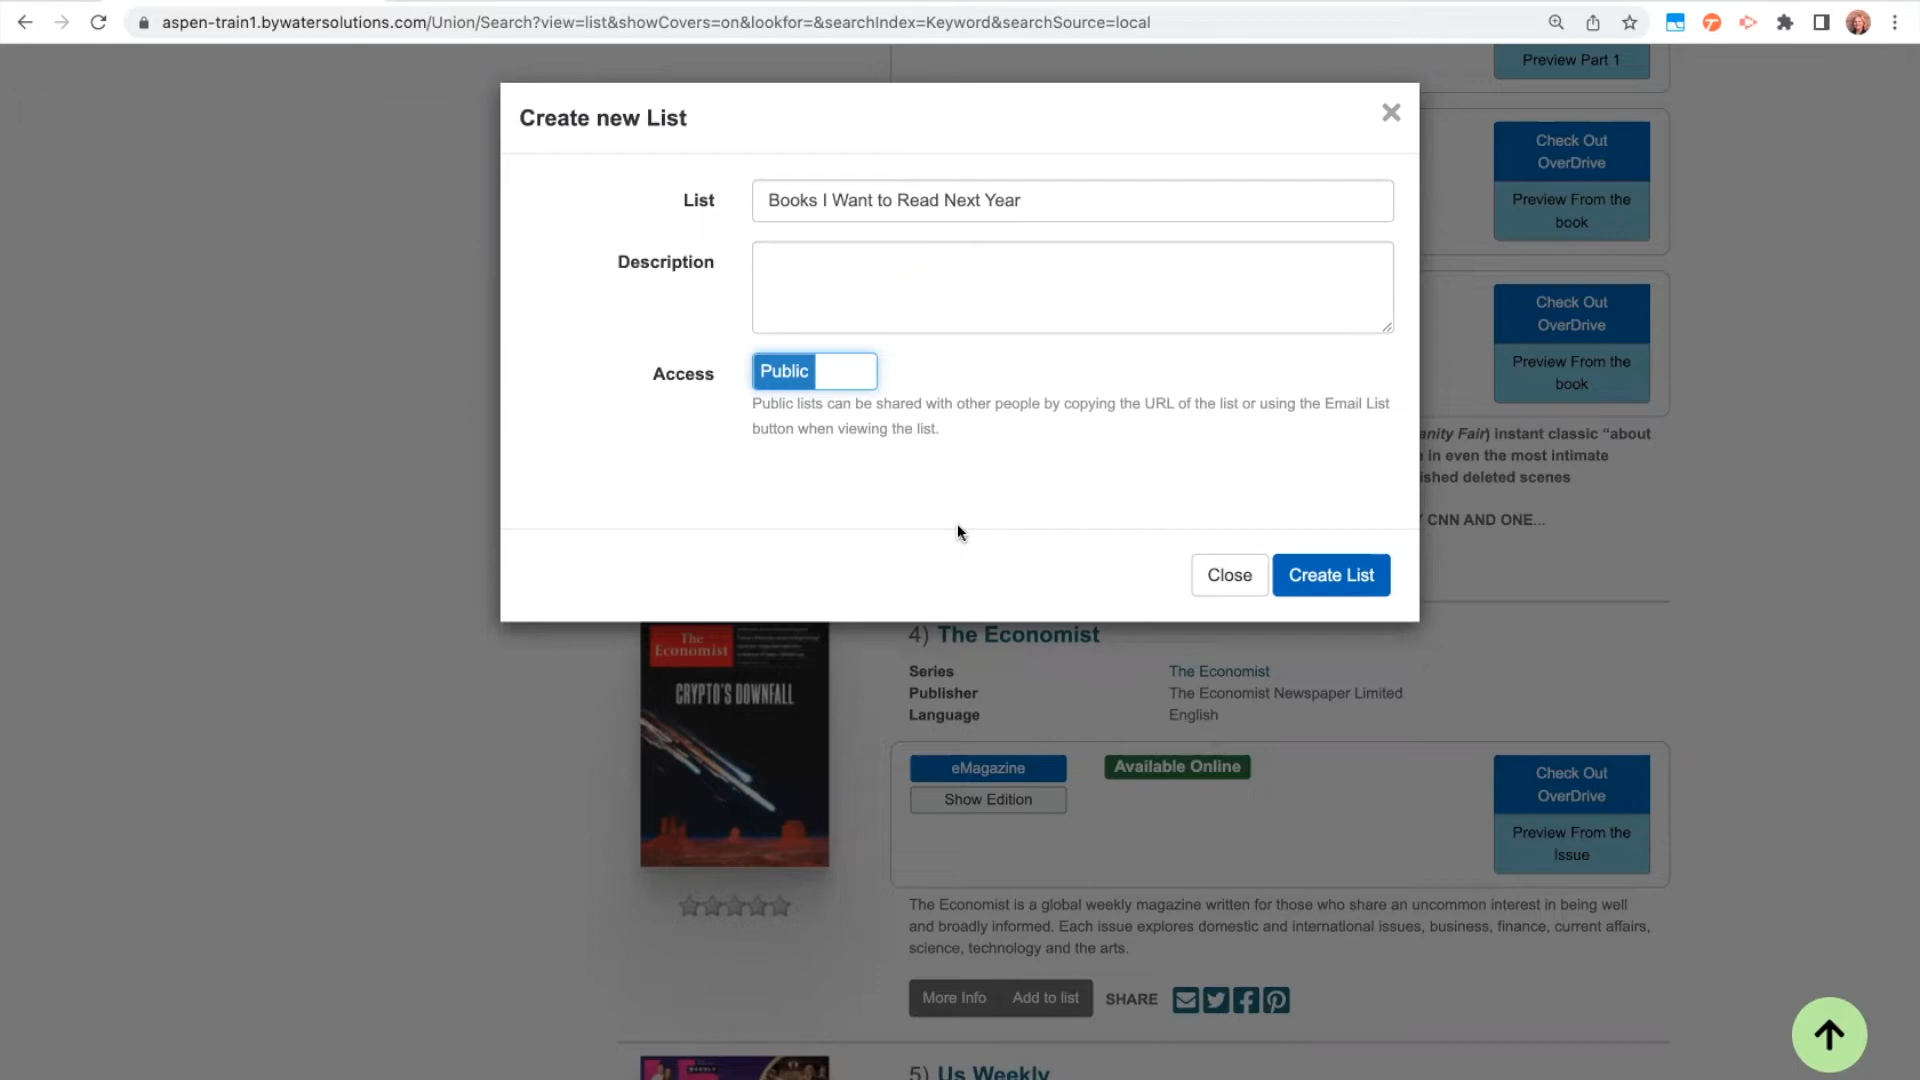 aspen-train1.bywatersolutions.com/Union/Search?view=list&showCovers=on&lookfor=&searchIndex=Keyword&searchSource=local
Preview Part 1
Create new List
×
List
Books I Want to Read Next Year
Description
Access
Public
Public lists can be shared with other people by copying the URL of the list or using the Email List
button when viewing the list.
Close
Create List
Check Out
OverDrive
Preview From the
book
Check Out
OverDrive
Preview From the
book
anity Fair) instant classic “about
in even the most intimate
ished deleted scenes
CNN AND ONE...
The
Economist
CRYPTO'S DOWNFALL
4) The Economist
Series The Economist
Publisher The Economist Newspaper Limited
Language English
eMagazine
Show Edition
Available Online
Check Out
OverDrive
Preview From the
Issue
The Economist is a global weekly magazine written for those who share an uncommon interest in being well
and broadly informed. Each issue explores domestic and international issues, business, finance, current affairs,
science, technology and the arts.
More Info Add to list SHARE
5) Us Weekly